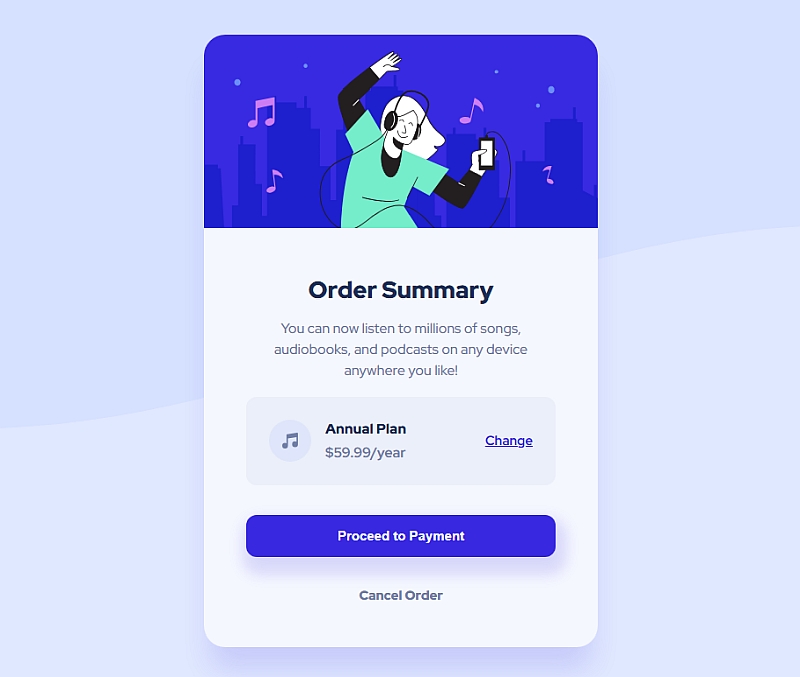 Order Summary
You can now listen to millions of songs,
audiobooks, and podcasts on any device
anywhere you like!
Annual Plan
$59.99/year
Change
Proceed to Payment
Cancel Order